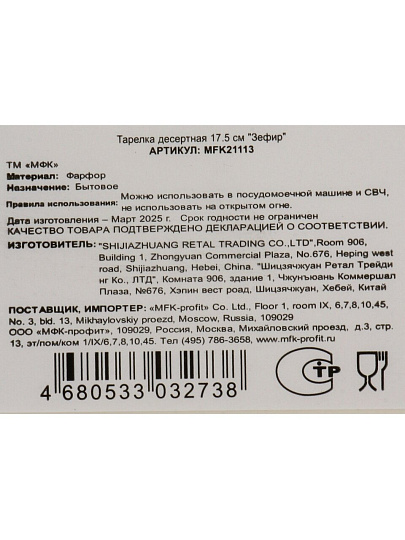 Тарелка десертная 17.5 см "Зефир"
АРТИКУЛ: MFK21113
ТМ «МФК»
Материал: Фарфор
Назначение: Бытовое
Правила использования: Можно использовать в посудомоечной машине и СВЧ,
не использовать на открытом огне.
Дата изготовления – Март 2025 г. Срок годности не ограничен
КАЧЕСТВО ТОВАРА ПОДТВЕРЖДЕНО ДЕКЛАРАЦИЕЙ О СООТВЕТСТВИИ.
ИЗГОТОВИТЕЛЬ: "SHIJIAZHUANG RETAL TRADING CO.,LTD",Room 906,
Building 1, Zhongyuan Commercial Plaza, No.676, Heping west
road, Shijiazhuang, Hebei, China. "Шицзячжуан Ретал Трейди
нг Ко., ЛТД", Комната 906, здание 1, Чжунъюань Коммершал
Плаза, №676, Хэпин вест роад, Шицзячжуан, Хебей, Китай
ПОСТАВЩИК, ИМПОРТЕР: «MFK-profit» Co. Ltd., Floor 1, room IX, 6,7,8,10,45,
No. 3, bld. 13, Mikhaylovskiy proezd, Moscow, Russia, 109029
ООО «МФК-профит», 109029, Россия, Москва, Михайловский проезд, д.3, стр.
13, эт/пом/ком 1/IX/6,7,8,10,45. Тел (495) 786-3658, www.mfk-profit.ru
4 680533 032738
СТР